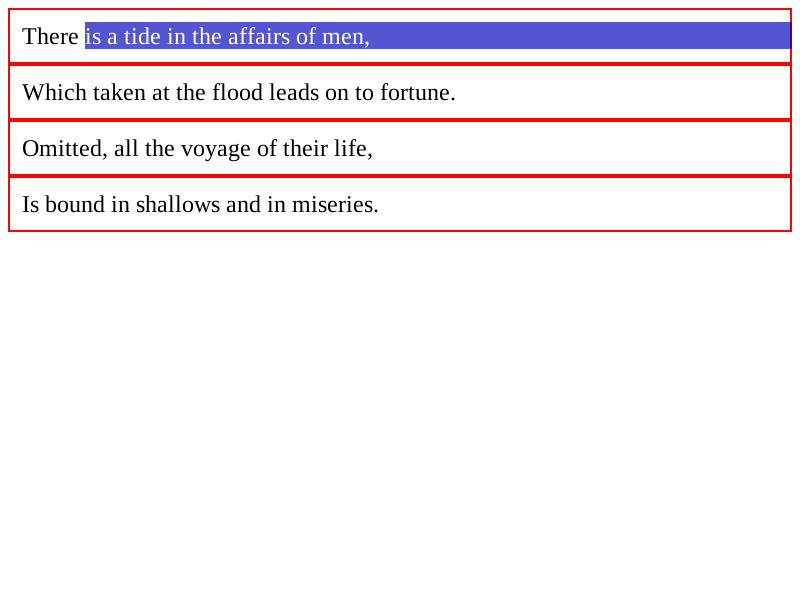 There is a tide in the affairs of men,
Which taken at the flood leads on to fortune.
Omitted, all the voyage of their life,
Is bound in shallows and in miseries.